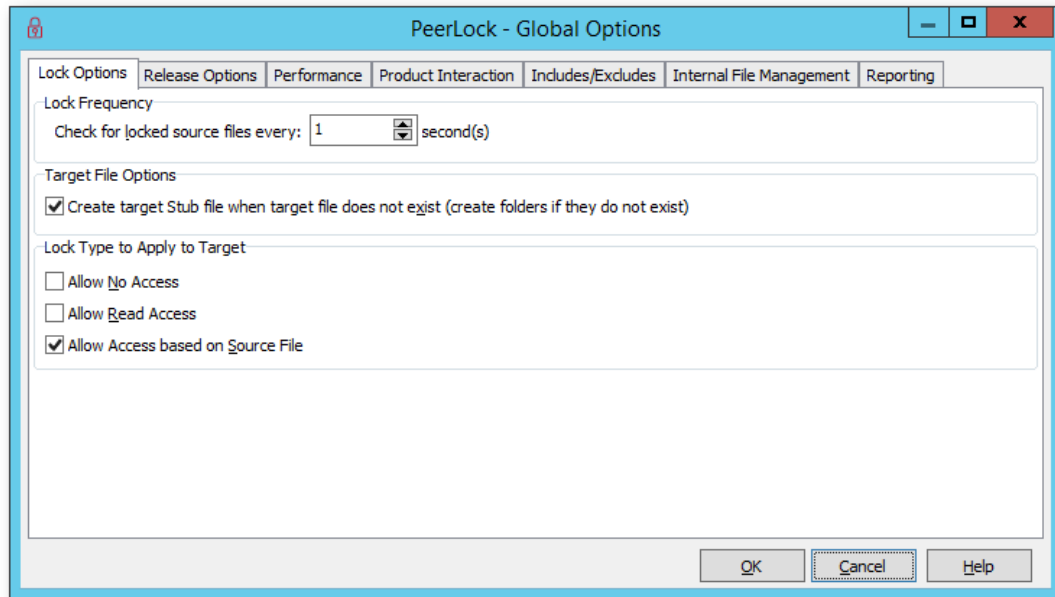 PeerLock - Global Options
Lock Options Release Options Performance Product Interaction Includes/Excludes Internal File Management Reporting
Lock Frequency
Check for locked source files every: 1 second(s)
Target File Options
Create target Stub file when target file does not exist (create folders if they do not exist)
Lock Type to Apply to Target
Allow No Access
Allow Read Access
Allow Access based on Source File
OK Cancel Help